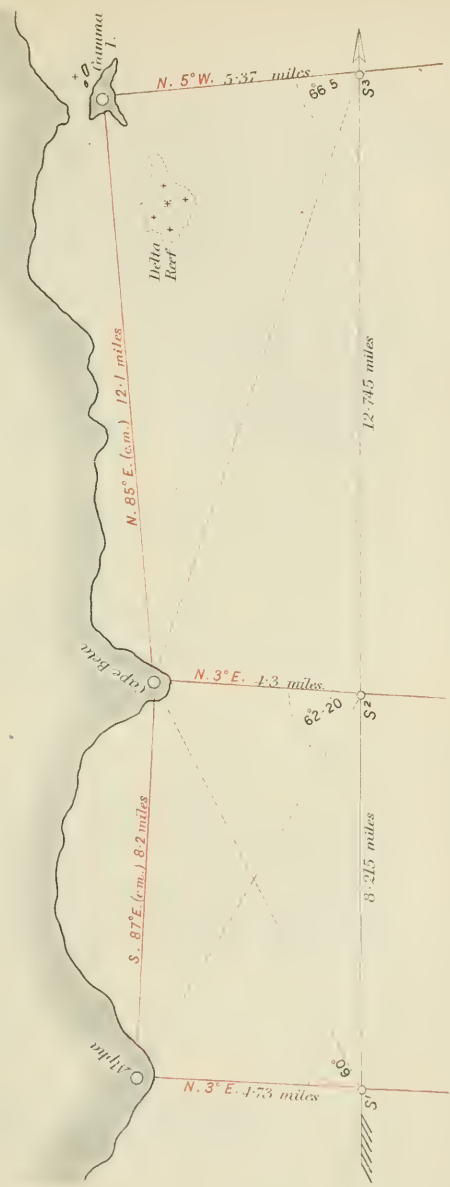 Gamma
I.
N. 5° W. 5·37 miles
S³
Delta
Reef
N. 85° E. (c.m.) 12·1 miles
12·745 miles
Cape Beta
N. 3° E. 4·3 miles.
62·20
S²
S. 87° E. (c.m.) 8·2 miles
8·215 miles
Alpha
N. 3° E. 4·73 miles
60°
S¹